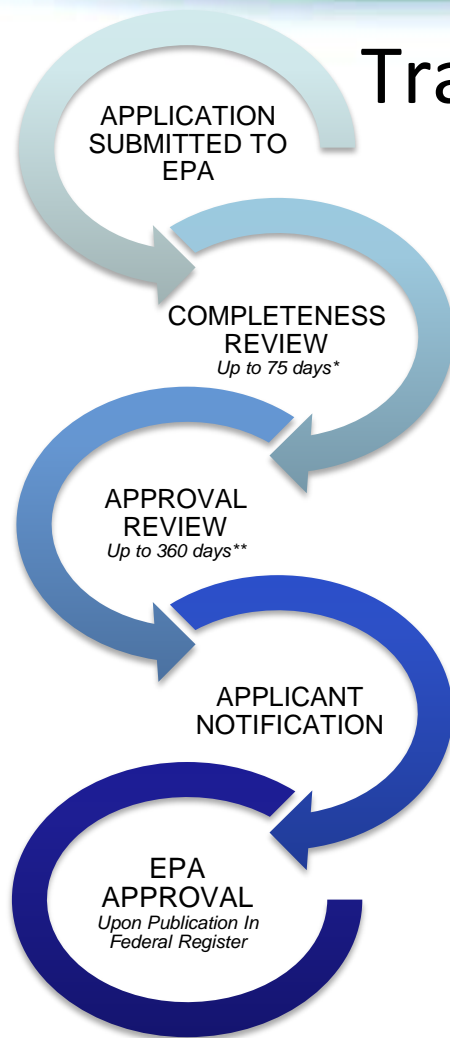 Tra
APPLICATION
SUBMITTED TO
EPA
COMPLETENESS
REVIEW
Up to 75 days*
APPROVAL
REVIEW
Up to 360 days**
APPLICANT
NOTIFICATION
EPA
APPROVAL
Upon Publication In
Federal Register